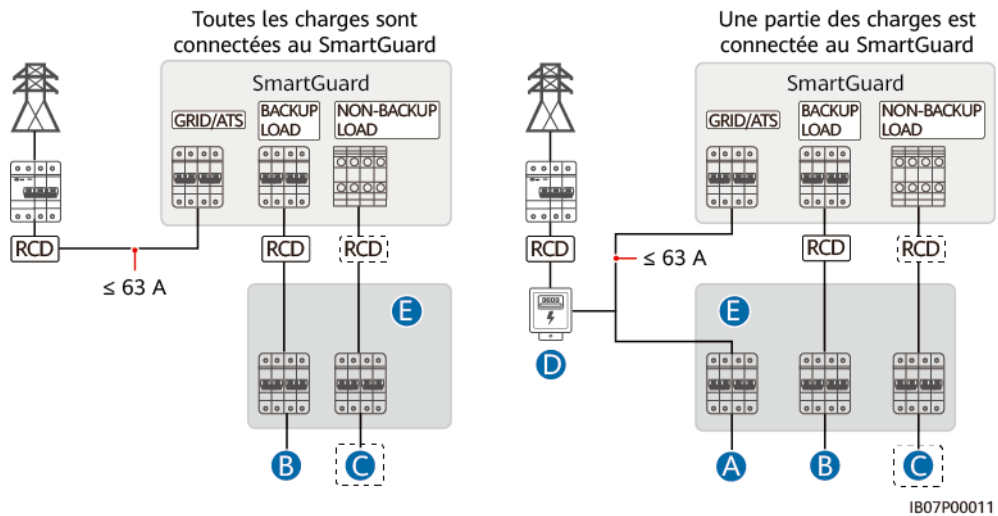 Toutes les charges sont
connectées au SmartGuard
SmartGuard
GRID/ATS
BACKUP
LOAD
NON-BACKUP
LOAD
RCD
RCD
RCD
≤ 63 A
E
B
C
Une partie des charges est
connectée au SmartGuard
SmartGuard
GRID/ATS
BACKUP
LOAD
NON-BACKUP
LOAD
RCD
RCD
RCD
≤ 63 A
E
D
A
B
C
IB07P00011